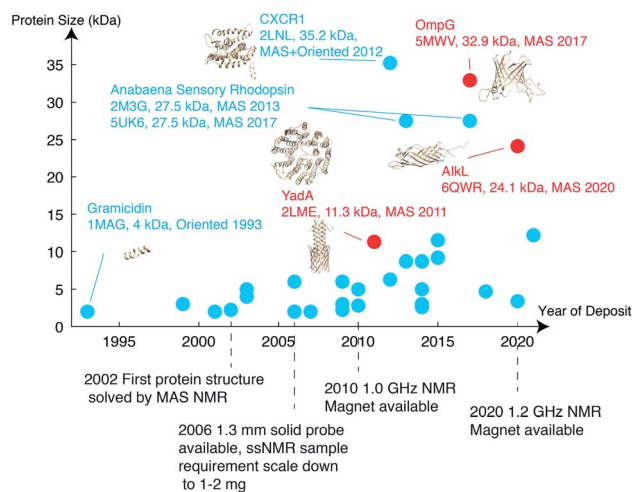 Protein Size (kDa)
CXCR1
2LNL, 35.2 kDa,
MAS+Oriented 2012
OmpG
5MWV, 32.9 kDa, MAS 2017
Anabaena Sensory Rhodopsin
2M3G, 27.5 kDa, MAS 2013
5UK6, 27.5 kDa, MAS 2017
AlkL
6QWR, 24.1 kDa, MAS 2020
YadA
2LME, 11.3 kDa, MAS 2011
Gramicidin
1MAG, 4 kDa, Oriented 1993
35
30
25
20
15
10
5
0
1995
2000
2005
2010
2015
2020
Year of Deposit
2002 First protein structure
solved by MAS NMR
2006 1.3 mm solid probe
available, ssNMR sample
requirement scale down
to 1-2 mg
2010 1.0 GHz NMR
Magnet available
2020 1.2 GHz NMR
Magnet available